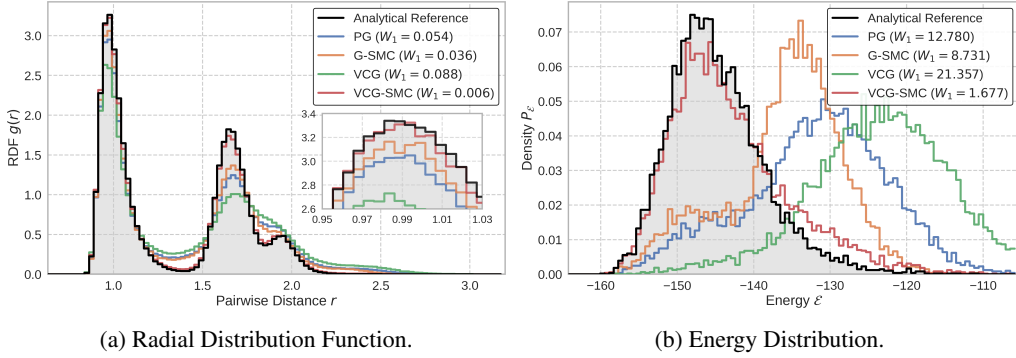 Analytical Reference
PG (W₁ = 0.054)
G-SMC (W₁ = 0.036)
VCG (W₁ = 0.088)
VCG-SMC (W₁ = 0.006)
RDF g(r)
3.0
2.5
2.0
1.5
1.0
0.5
0.0
3.4
3.2
3.0
2.8
2.6
0.95 0.97 0.99 1.01 1.03
1.0 1.5 2.0 2.5 3.0
Pairwise Distance r
(a) Radial Distribution Function.
Analytical Reference
PG (W₁ = 12.780)
G-SMC (W₁ = 8.731)
VCG (W₁ = 21.357)
VCG-SMC (W₁ = 1.677)
Density P_ℰ
0.07
0.06
0.05
0.04
0.03
0.02
0.01
0.00
−160 −150 −140 −130 −120 −110
Energy ℰ
(b) Energy Distribution.